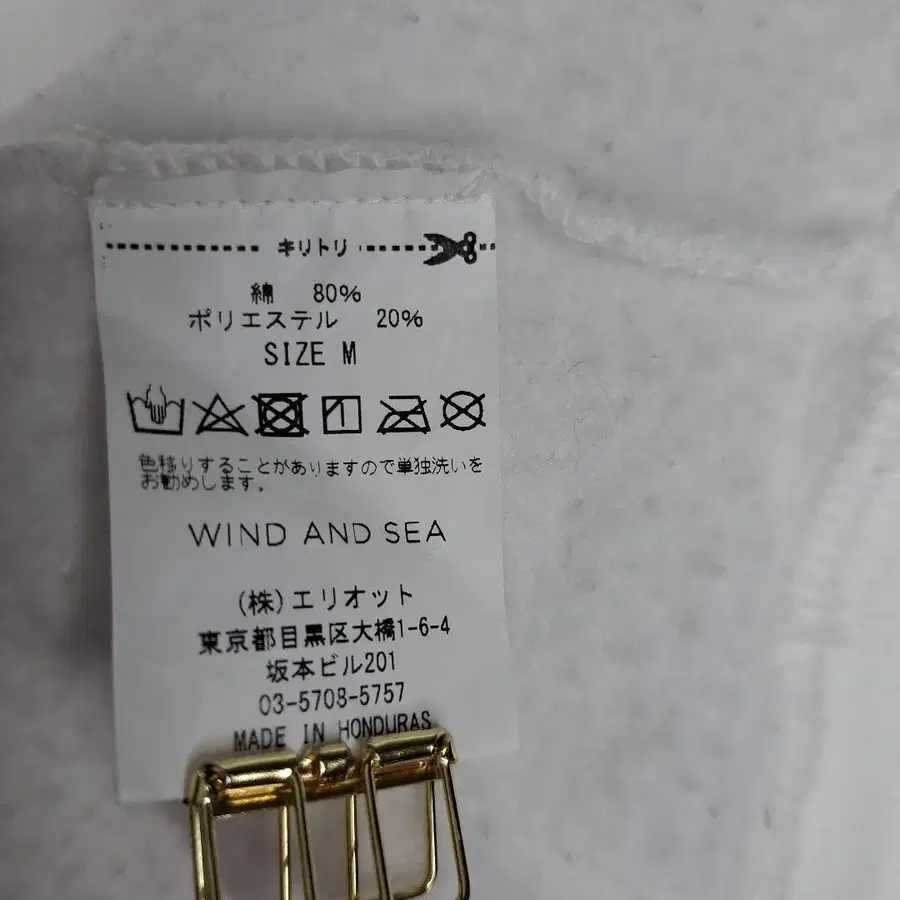 キリトリ
綿 80%
ポリエステル 20%
SIZE M
色移りすることがありますので単独洗いを
お勧めします。
WIND AND SEA
(株)エリオット
東京都目黒区大橋1-6-4
坂本ビル201
03-5708-5757
MADE IN HONDURAS